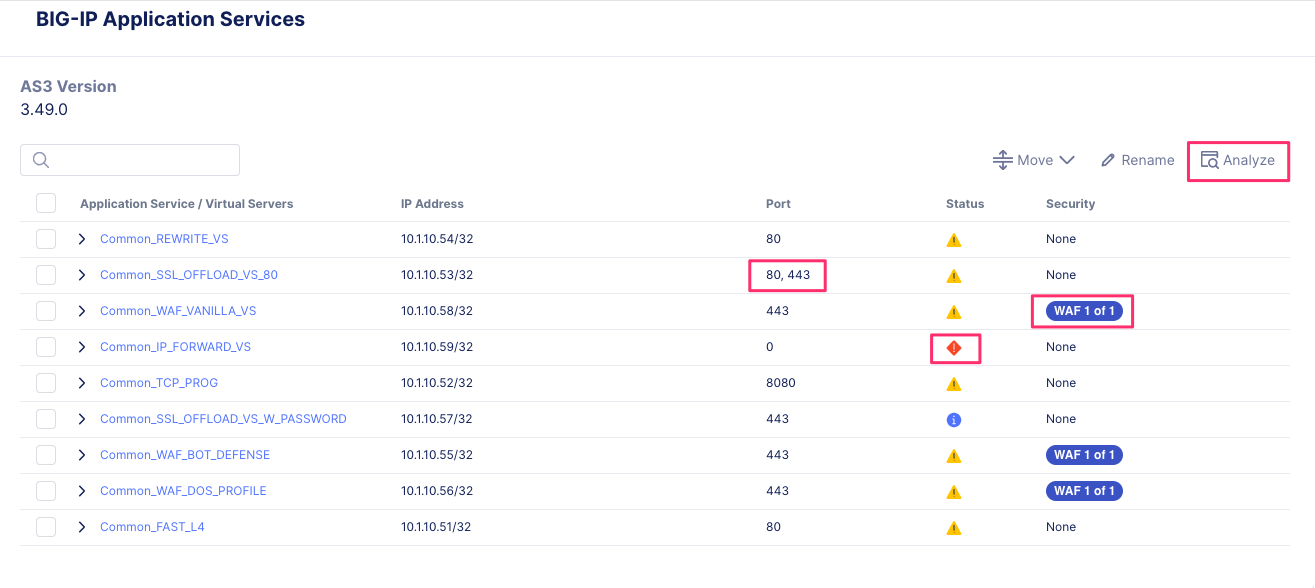 BIG-IP Application Services
AS3 Version
3.49.0
Move Rename Analyze
Application Service / Virtual Servers IP Address Port Status Security
Common_REWRITE_VS 10.1.10.54/32 80 None
Common_SSL_OFFLOAD_VS_80 10.1.10.53/32 80, 443 None
Common_WAF_VANILLA_VS 10.1.10.58/32 443 WAF 1 of 1
Common_IP_FORWARD_VS 10.1.10.59/32 0 None
Common_TCP_PROG 10.1.10.52/32 8080 None
Common_SSL_OFFLOAD_VS_W_PASSWORD 10.1.10.57/32 443 None
Common_WAF_BOT_DEFENSE 10.1.10.55/32 443 WAF 1 of 1
Common_WAF_DOS_PROFILE 10.1.10.56/32 443 WAF 1 of 1
Common_FAST_L4 10.1.10.51/32 80 None